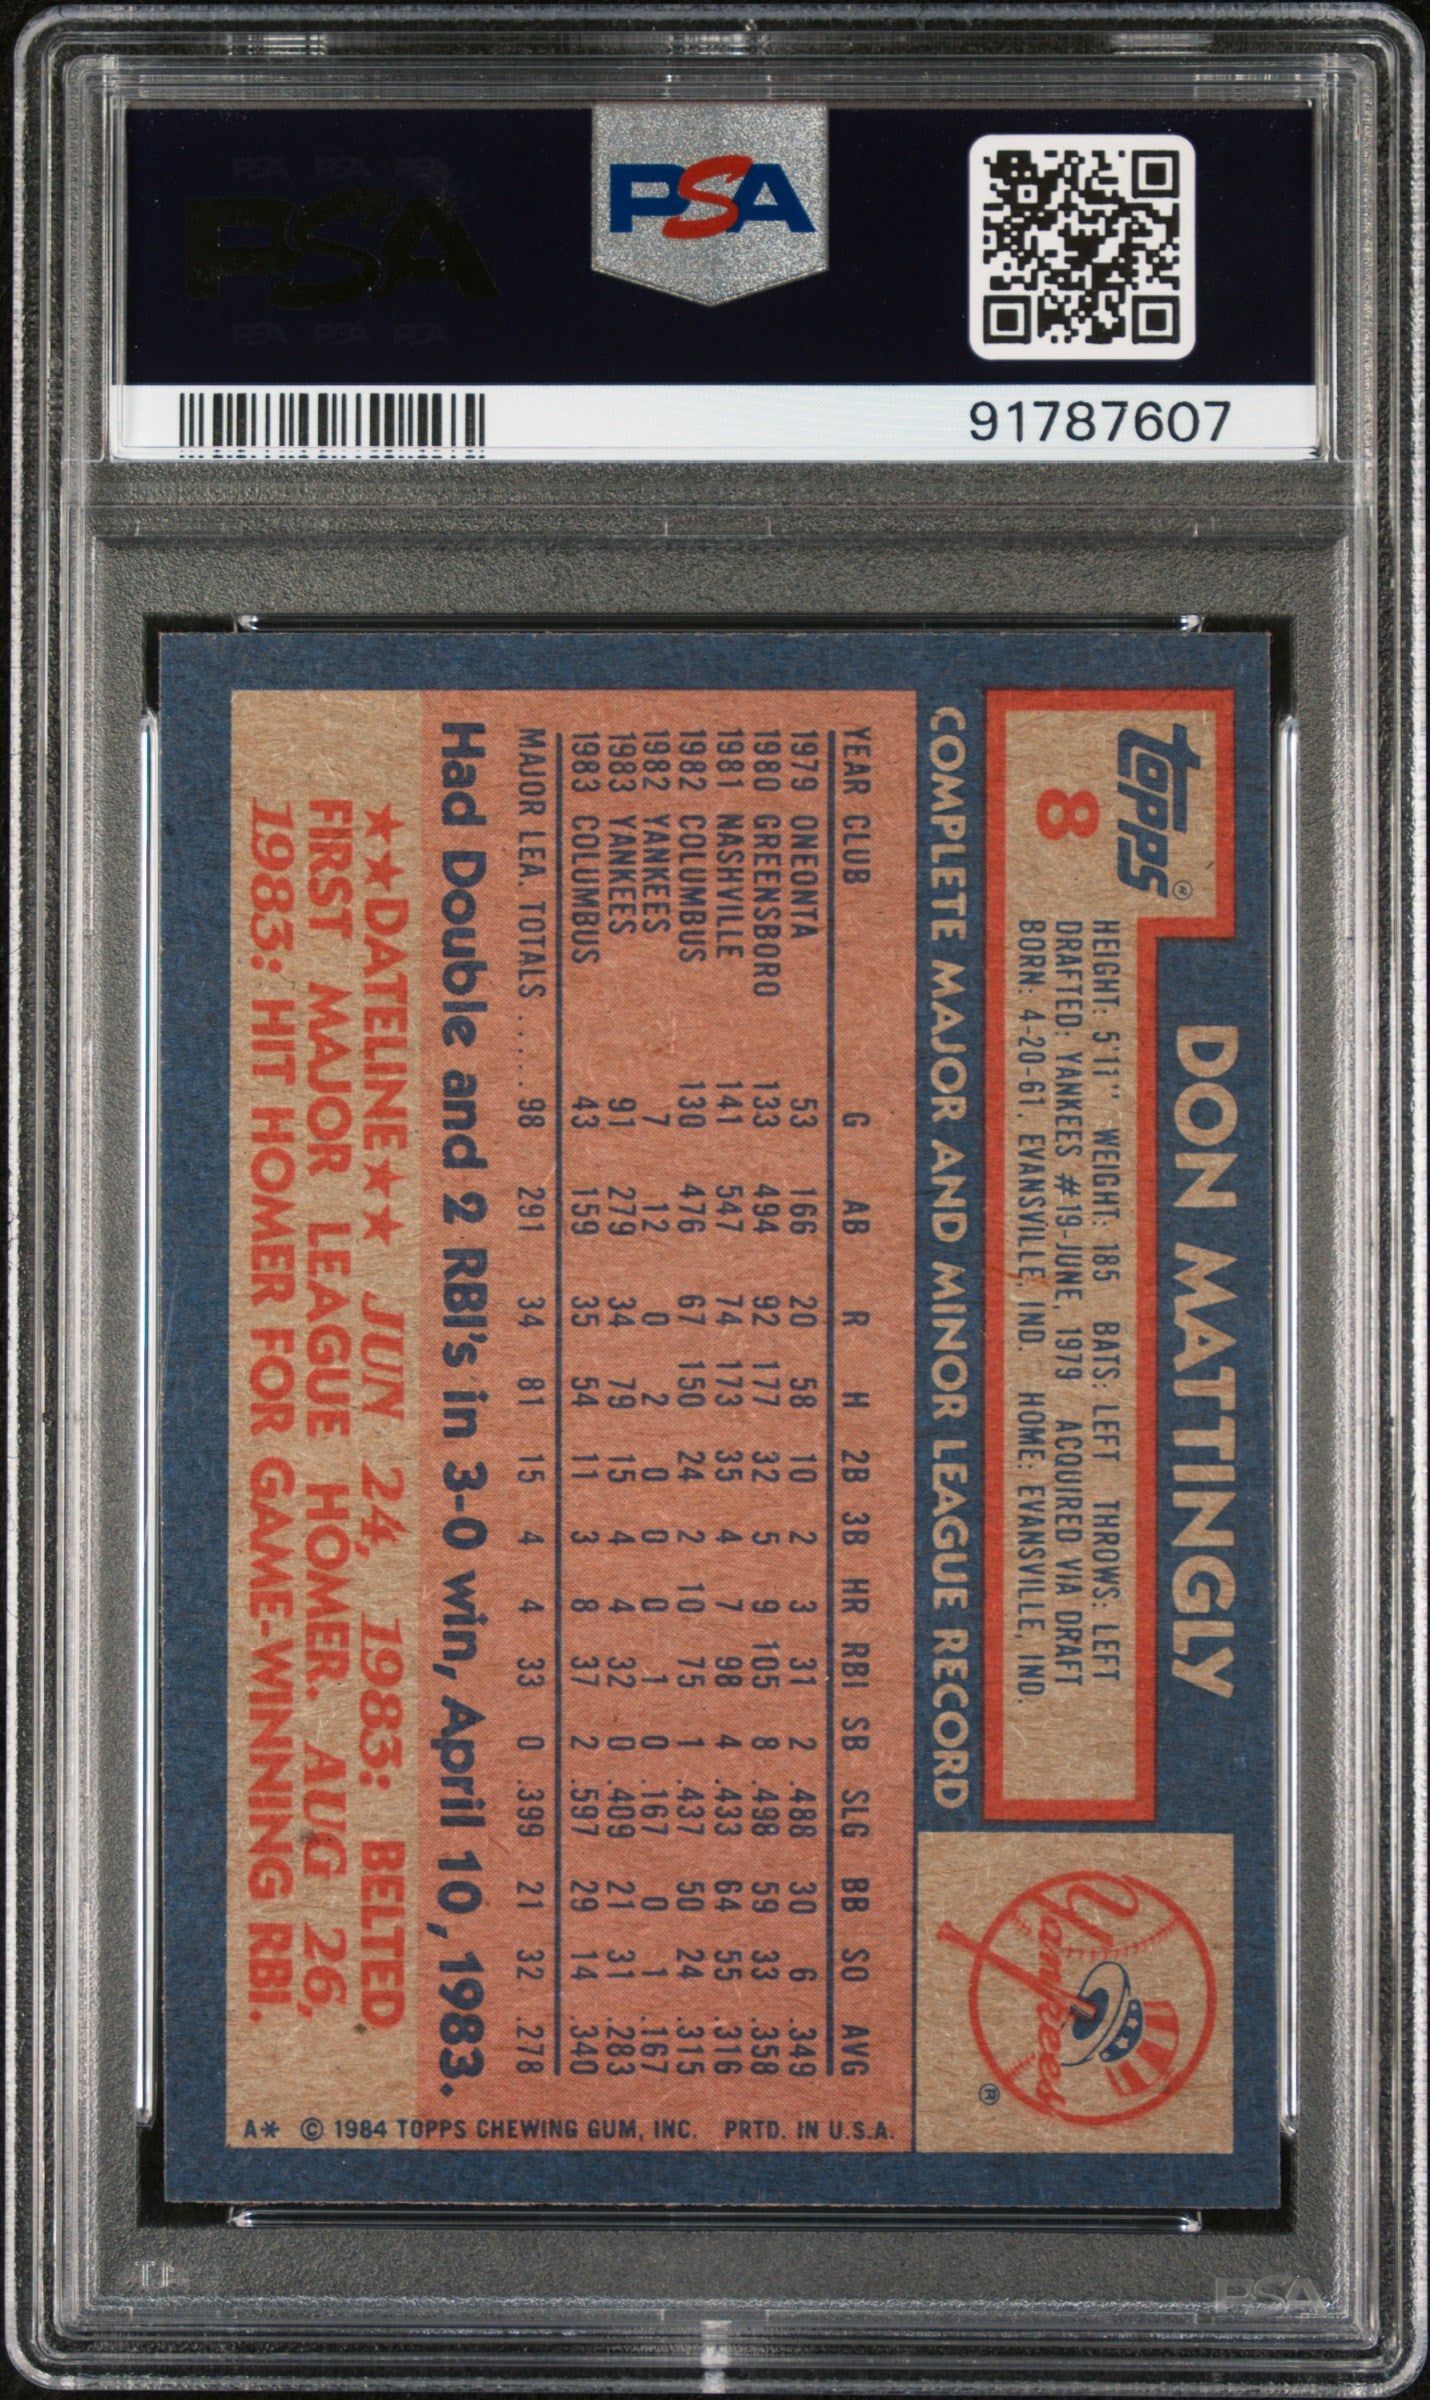 PSA PSA PSA
PSA
PSA PSA PSA
PSA
91787607
Topps®
8
DON MATTINGLY
HEIGHT: 5'11" WEIGHT: 185 BATS: LEFT THROWS: LEFT
DRAFTED: YANKEES #19-JUNE, 1979 ACQUIRED VIA DRAFT
BORN: 4-20-61, EVANSVILLE, IND. HOME: EVANSVILLE, IND.
Yankees ®
COMPLETE MAJOR AND MINOR LEAGUE RECORD
YEAR CLUB G AB R H 2B 3B HR RBI SB SLG BB SO AVG
1979 ONEONTA 53 166 20 58 10 2 3 31 2 .488 30 6 .349
1980 GREENSBORO 133 494 92 177 32 5 9 105 8 .498 59 33 .358
1981 NASHVILLE 141 547 74 173 35 4 7 98 4 .433 64 55 .316
1982 COLUMBUS 130 476 67 150 24 2 10 75 1 .437 50 24 .315
1982 YANKEES 7 12 0 2 0 0 0 1 0 .167 0 1 .167
1983 YANKEES 91 279 34 79 15 4 4 32 0 .409 21 31 .283
1983 COLUMBUS 43 159 35 54 11 3 8 37 2 .597 29 14 .340
MAJOR LEA. TOTALS ...... 98 291 34 81 15 4 4 33 0 .399 21 32 .278
Had Double and 2 RBI's in 3-0 win, April 10, 1983.
★★DATELINE★★ JUN 24, 1983: BELTED
FIRST MAJOR LEAGUE HOMER. AUG 26,
1983: HIT HOMER FOR GAME-WINNING RBI.
A* © 1984 TOPPS CHEWING GUM, INC. PRTD. IN U.S.A.
PSA